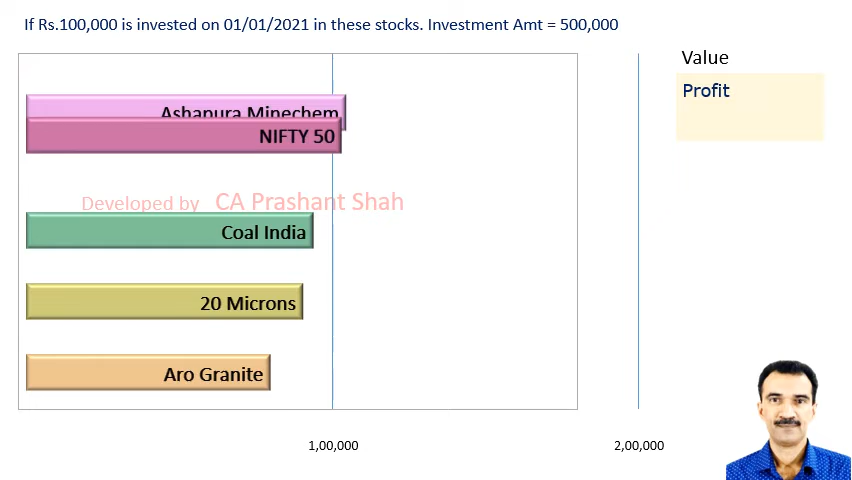 If Rs.100,000 is invested on 01/01/2021 in these stocks. Investment Amt = 500,000
Value
Profit
Ashapura Minechem
NIFTY 50
Developed by CA Prashant Shah
Coal India
20 Microns
Aro Granite
1,00,000
2,00,000